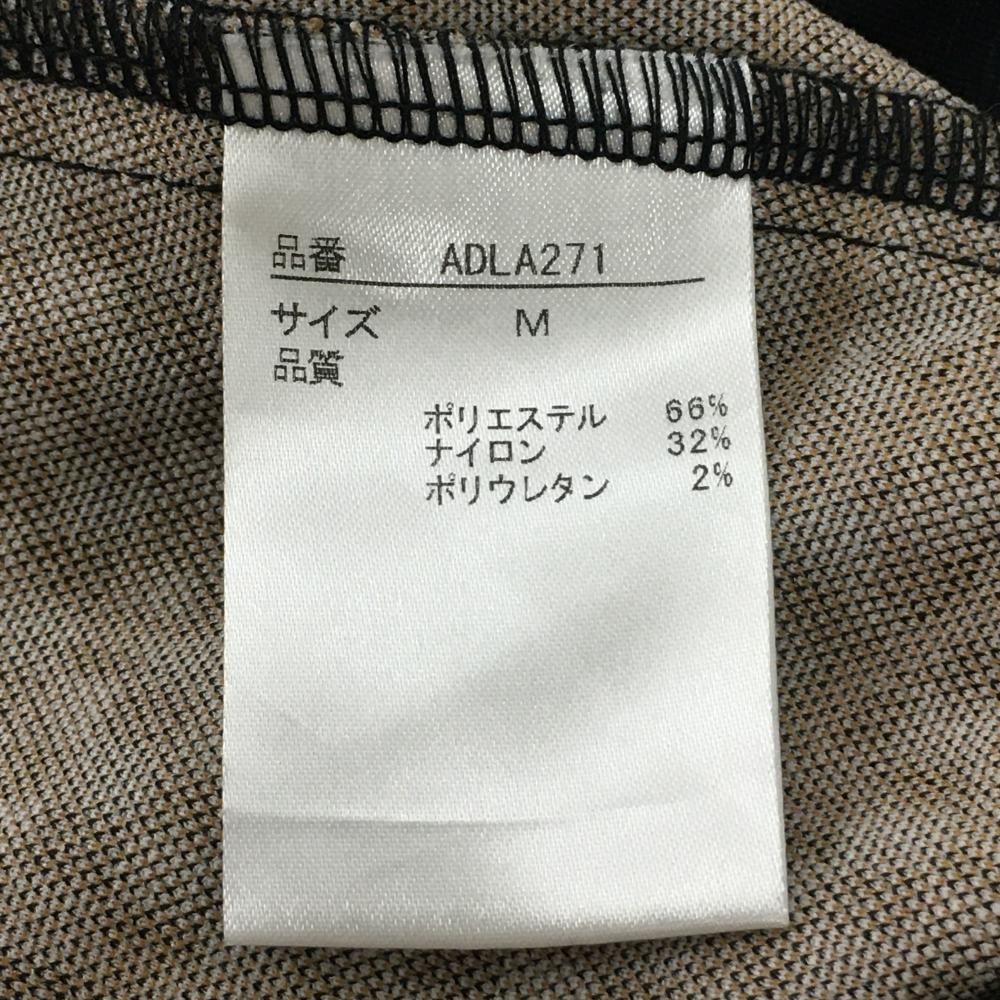 品番 ADLA271
サイズ M
品質
ポリエステル 66%
ナイロン 32%
ポリウレタン 2%